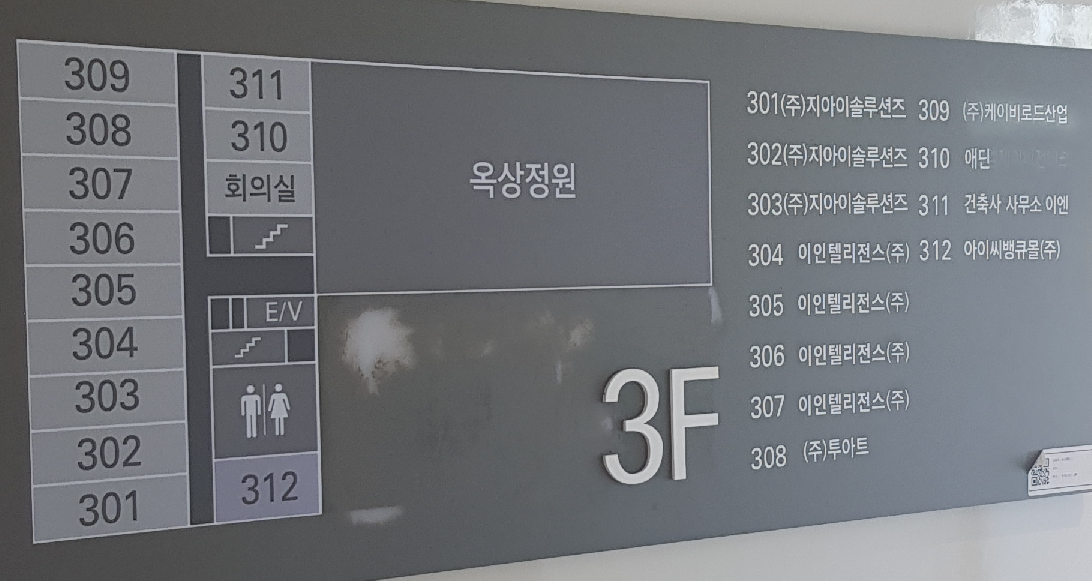 309
308
307
306
305
304
303
302
301
311
310
회의실
E/V
312
옥상정원
3F
301(주)지아이솔루션즈
302(주)지아이솔루션즈
303(주)지아이솔루션즈
304 이인텔리전스(주)
305 이인텔리전스(주)
306 이인텔리전스(주)
307 이인텔리전스(주)
308 (주)투아트
309 (주)케이비로드산업
310 애딘
311 건축사 사무소 이엔
312 아이씨뱅큐몰(주)